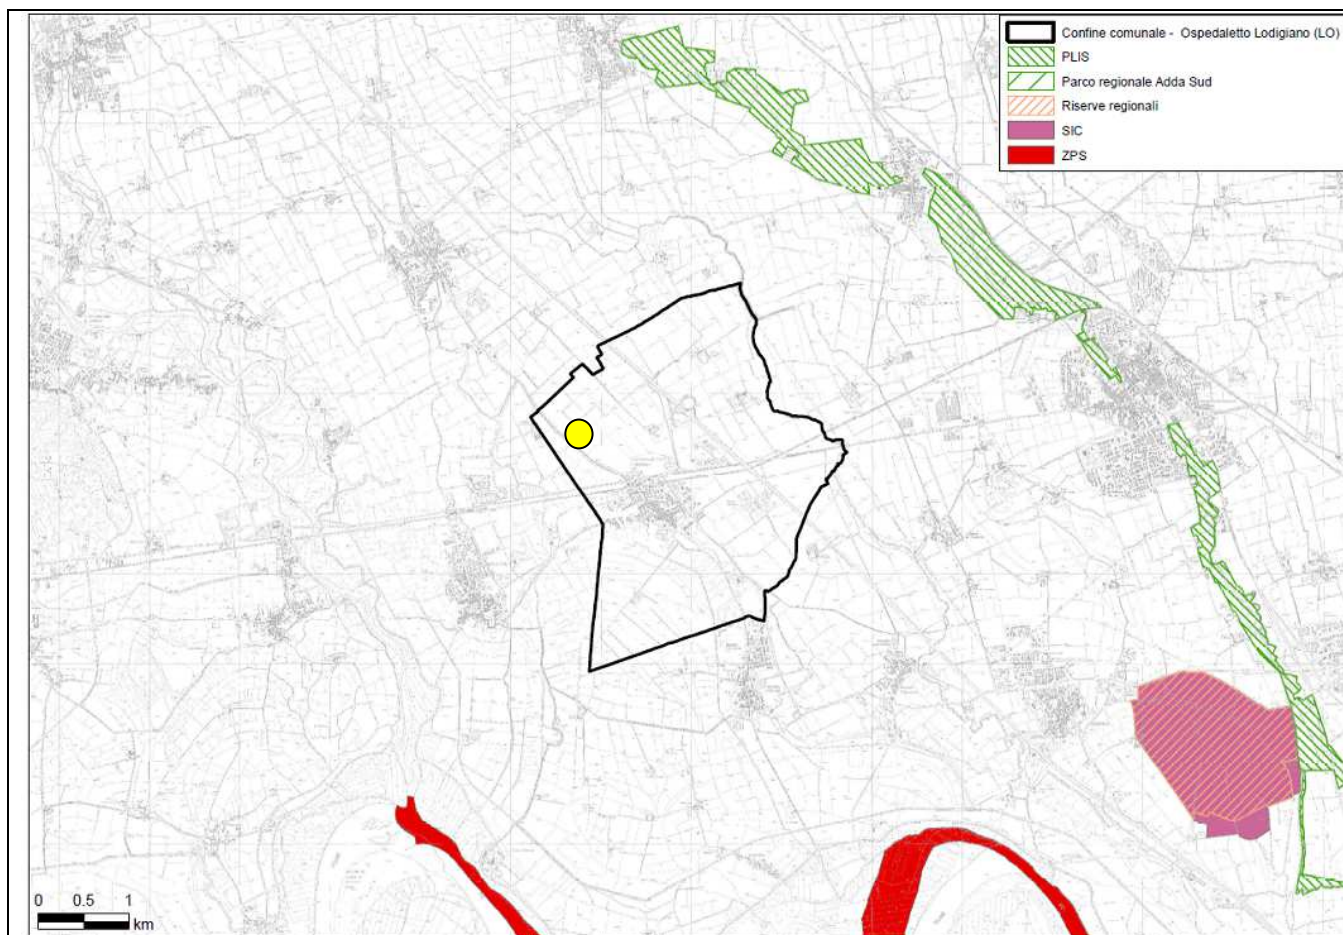 Confine comunale - Ospedaletto Lodigiano (LO)
PLIS
Parco regionale Adda Sud
Riserve regionali
SIC
ZPS
0 0.5 1
km